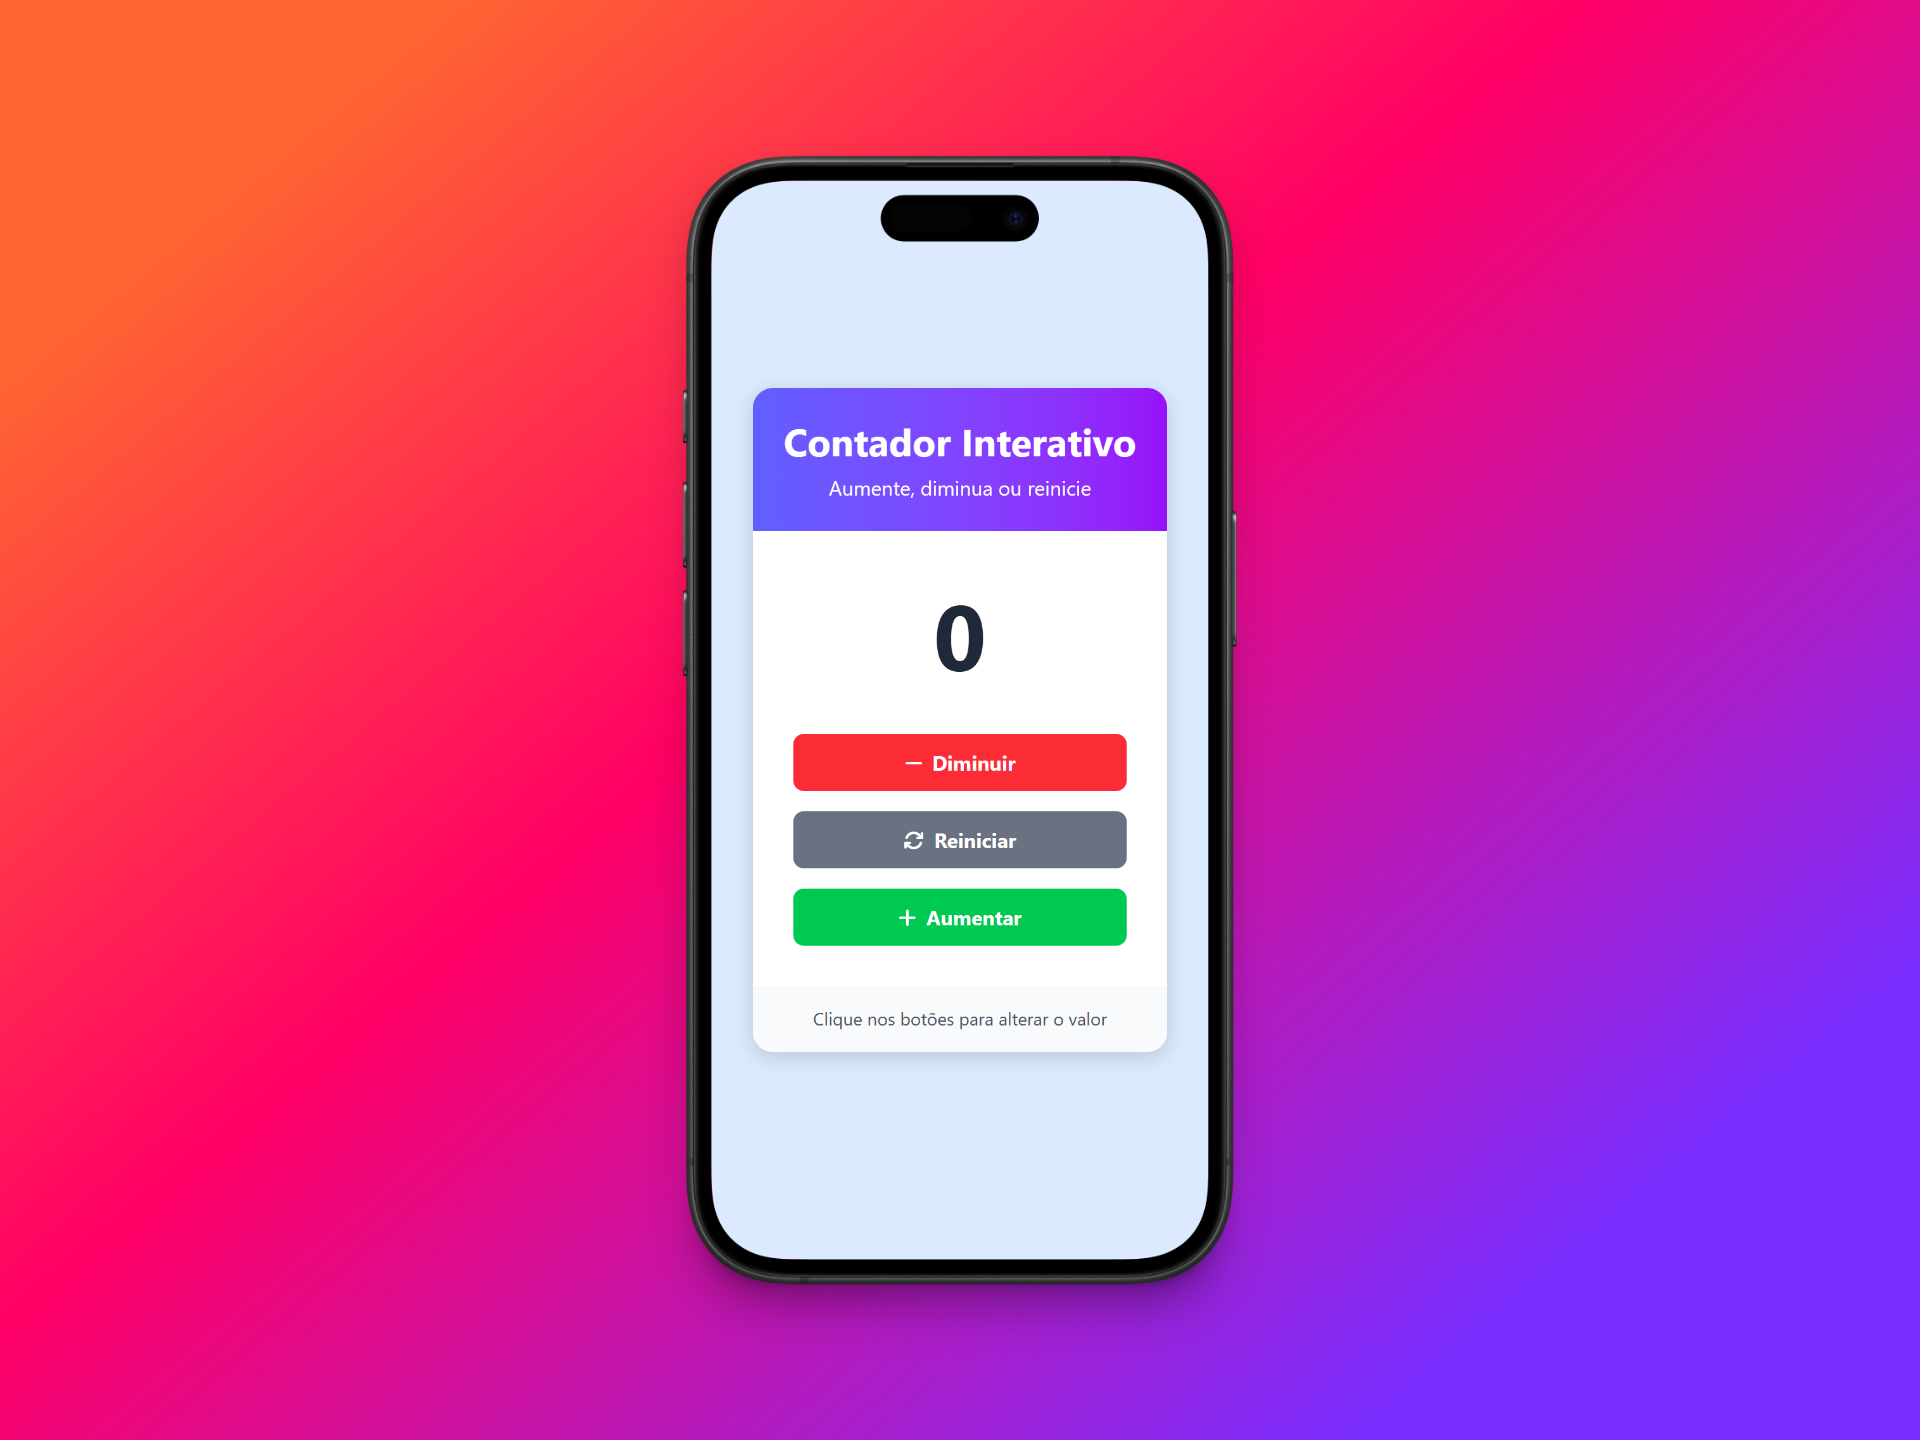 Contador Interativo
Aumente, diminua ou reinicie
0
Diminuir
Reiniciar
Aumentar
Clique nos botões para alterar o valor